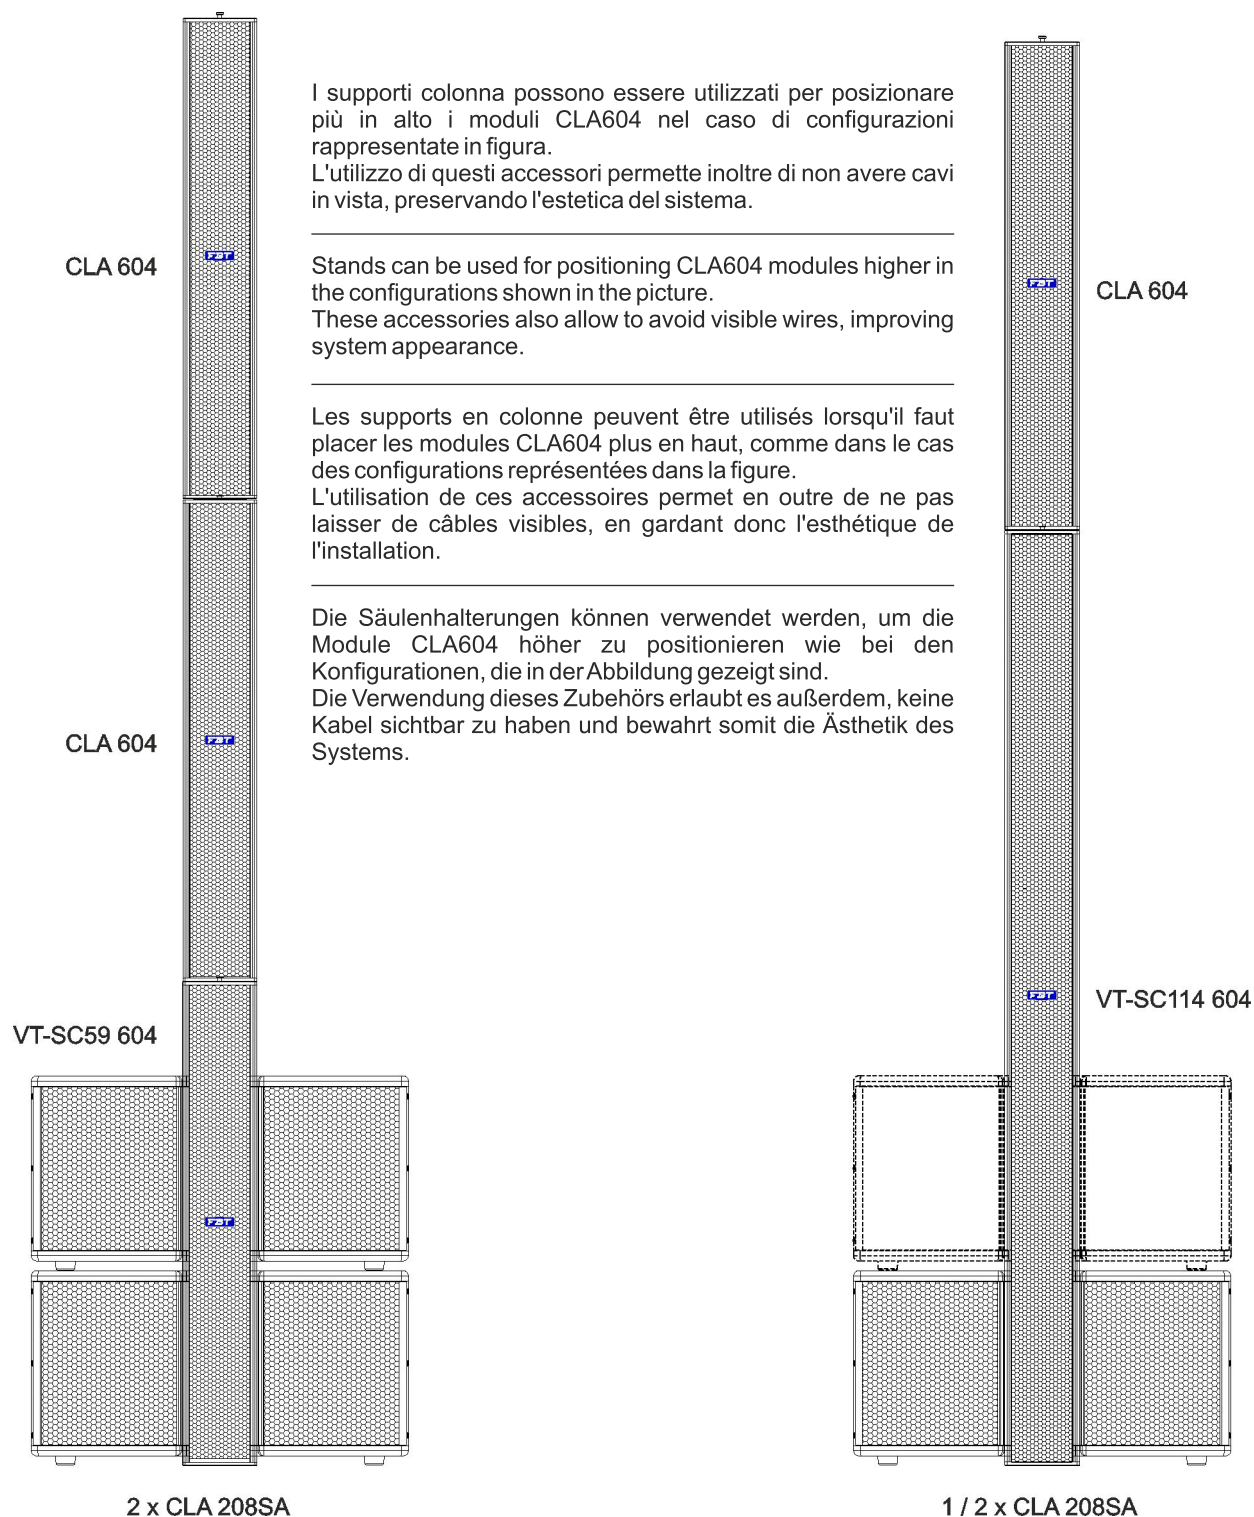 I supporti colonna possono essere utilizzati per posizionare
più in alto i moduli CLA604 nel caso di configurazioni
rappresentate in figura.
L'utilizzo di questi accessori permette inoltre di non avere cavi
in vista, preservando l'estetica del sistema.
Stands can be used for positioning CLA604 modules higher in
the configurations shown in the picture.
These accessories also allow to avoid visible wires, improving
system appearance.
Les supports en colonne peuvent être utilisés lorsqu'il faut
placer les modules CLA604 plus en haut, comme dans le cas
des configurations représentées dans la figure.
L'utilisation de ces accessoires permet en outre de ne pas
laisser de câbles visibles, en gardant donc l'esthétique de
l'installation.
Die Säulenhalterungen können verwendet werden, um die
Module CLA604 höher zu positionieren wie bei den
Konfigurationen, die in der Abbildung gezeigt sind.
Die Verwendung dieses Zubehörs erlaubt es außerdem, keine
Kabel sichtbar zu haben und bewahrt somit die Ästhetik des
Systems.
CLA 604
FBT
CLA 604
FBT
VT-SC59 604
FBT
2 x CLA 208SA
CLA 604
FBT
VT-SC114 604
FBT
1 / 2 x CLA 208SA